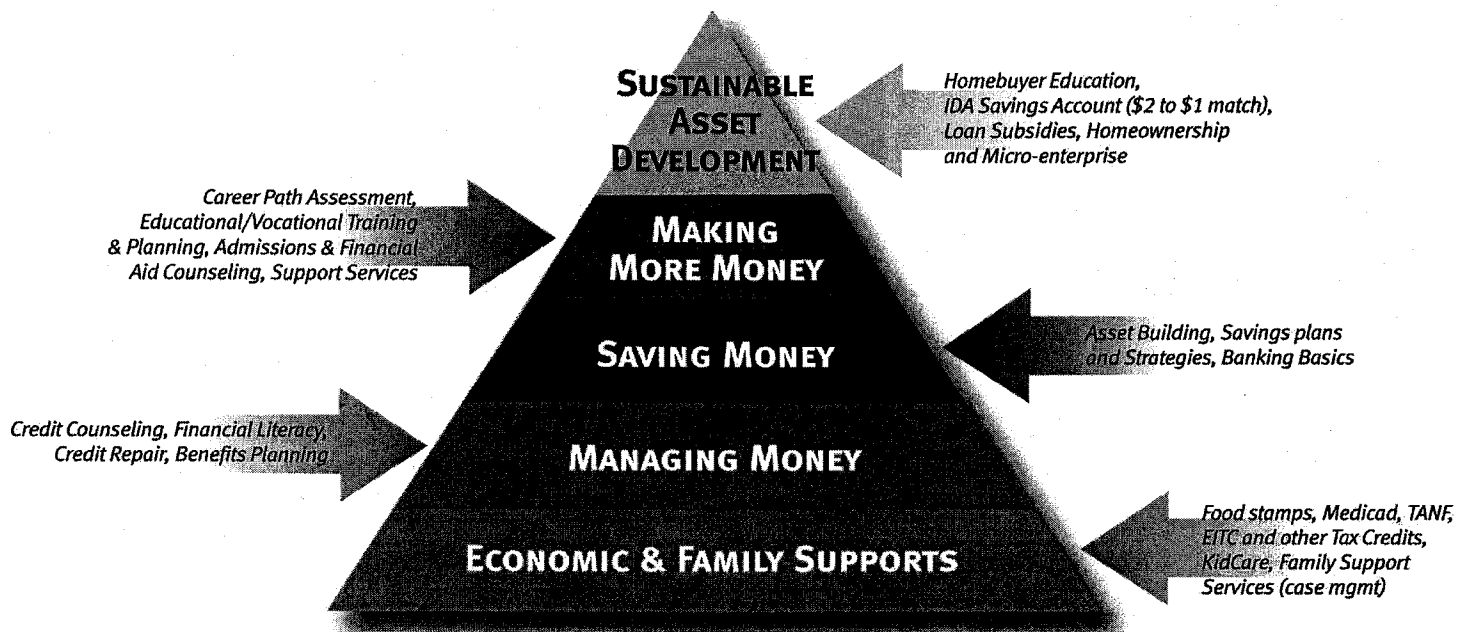 SUSTAINABLE
ASSET
DEVELOPMENT
Homebuyer Education,
IDA Savings Account ($2 to $1 match),
Loan Subsidies, Homeownership
and Micro-enterprise
Career Path Assessment,
Educational/Vocational Training
& Planning, Admissions & Financial
Aid Counseling, Support Services
MAKING
MORE MONEY
SAVING MONEY
Asset Building, Savings plans
and Strategies, Banking Basics
Credit Counseling, Financial Literacy,
Credit Repair, Benefits Planning
MANAGING MONEY
ECONOMIC & FAMILY SUPPORTS
Food stamps, Medicad, TANF,
EITC and other Tax Credits,
KidCare, Family Support
Services (case mgmt)